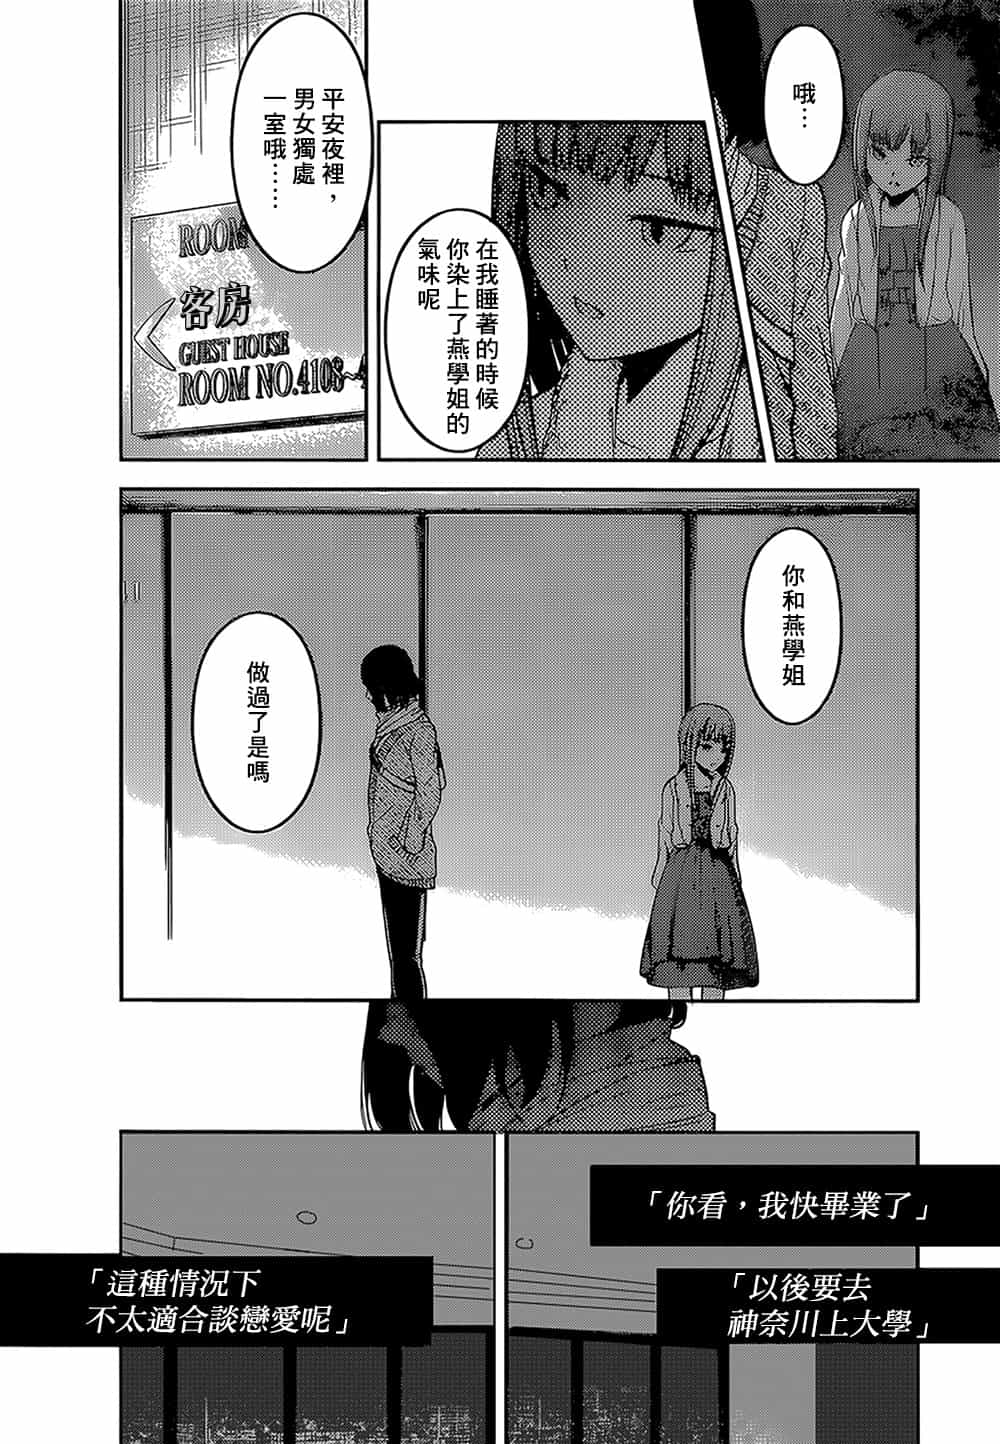 哦…
在我睡著的時候
你染上了燕學姐的
氣味呢
平安夜裡，
男女獨處
一室哦……
ROOM
客房
GUEST HOUSE
ROOM NO.4108~4
你和燕學姐
做過了是嗎
11
「你看，我快畢業了」
「以後要去
神奈川上大學」
「這種情況下
不太適合談戀愛呢」